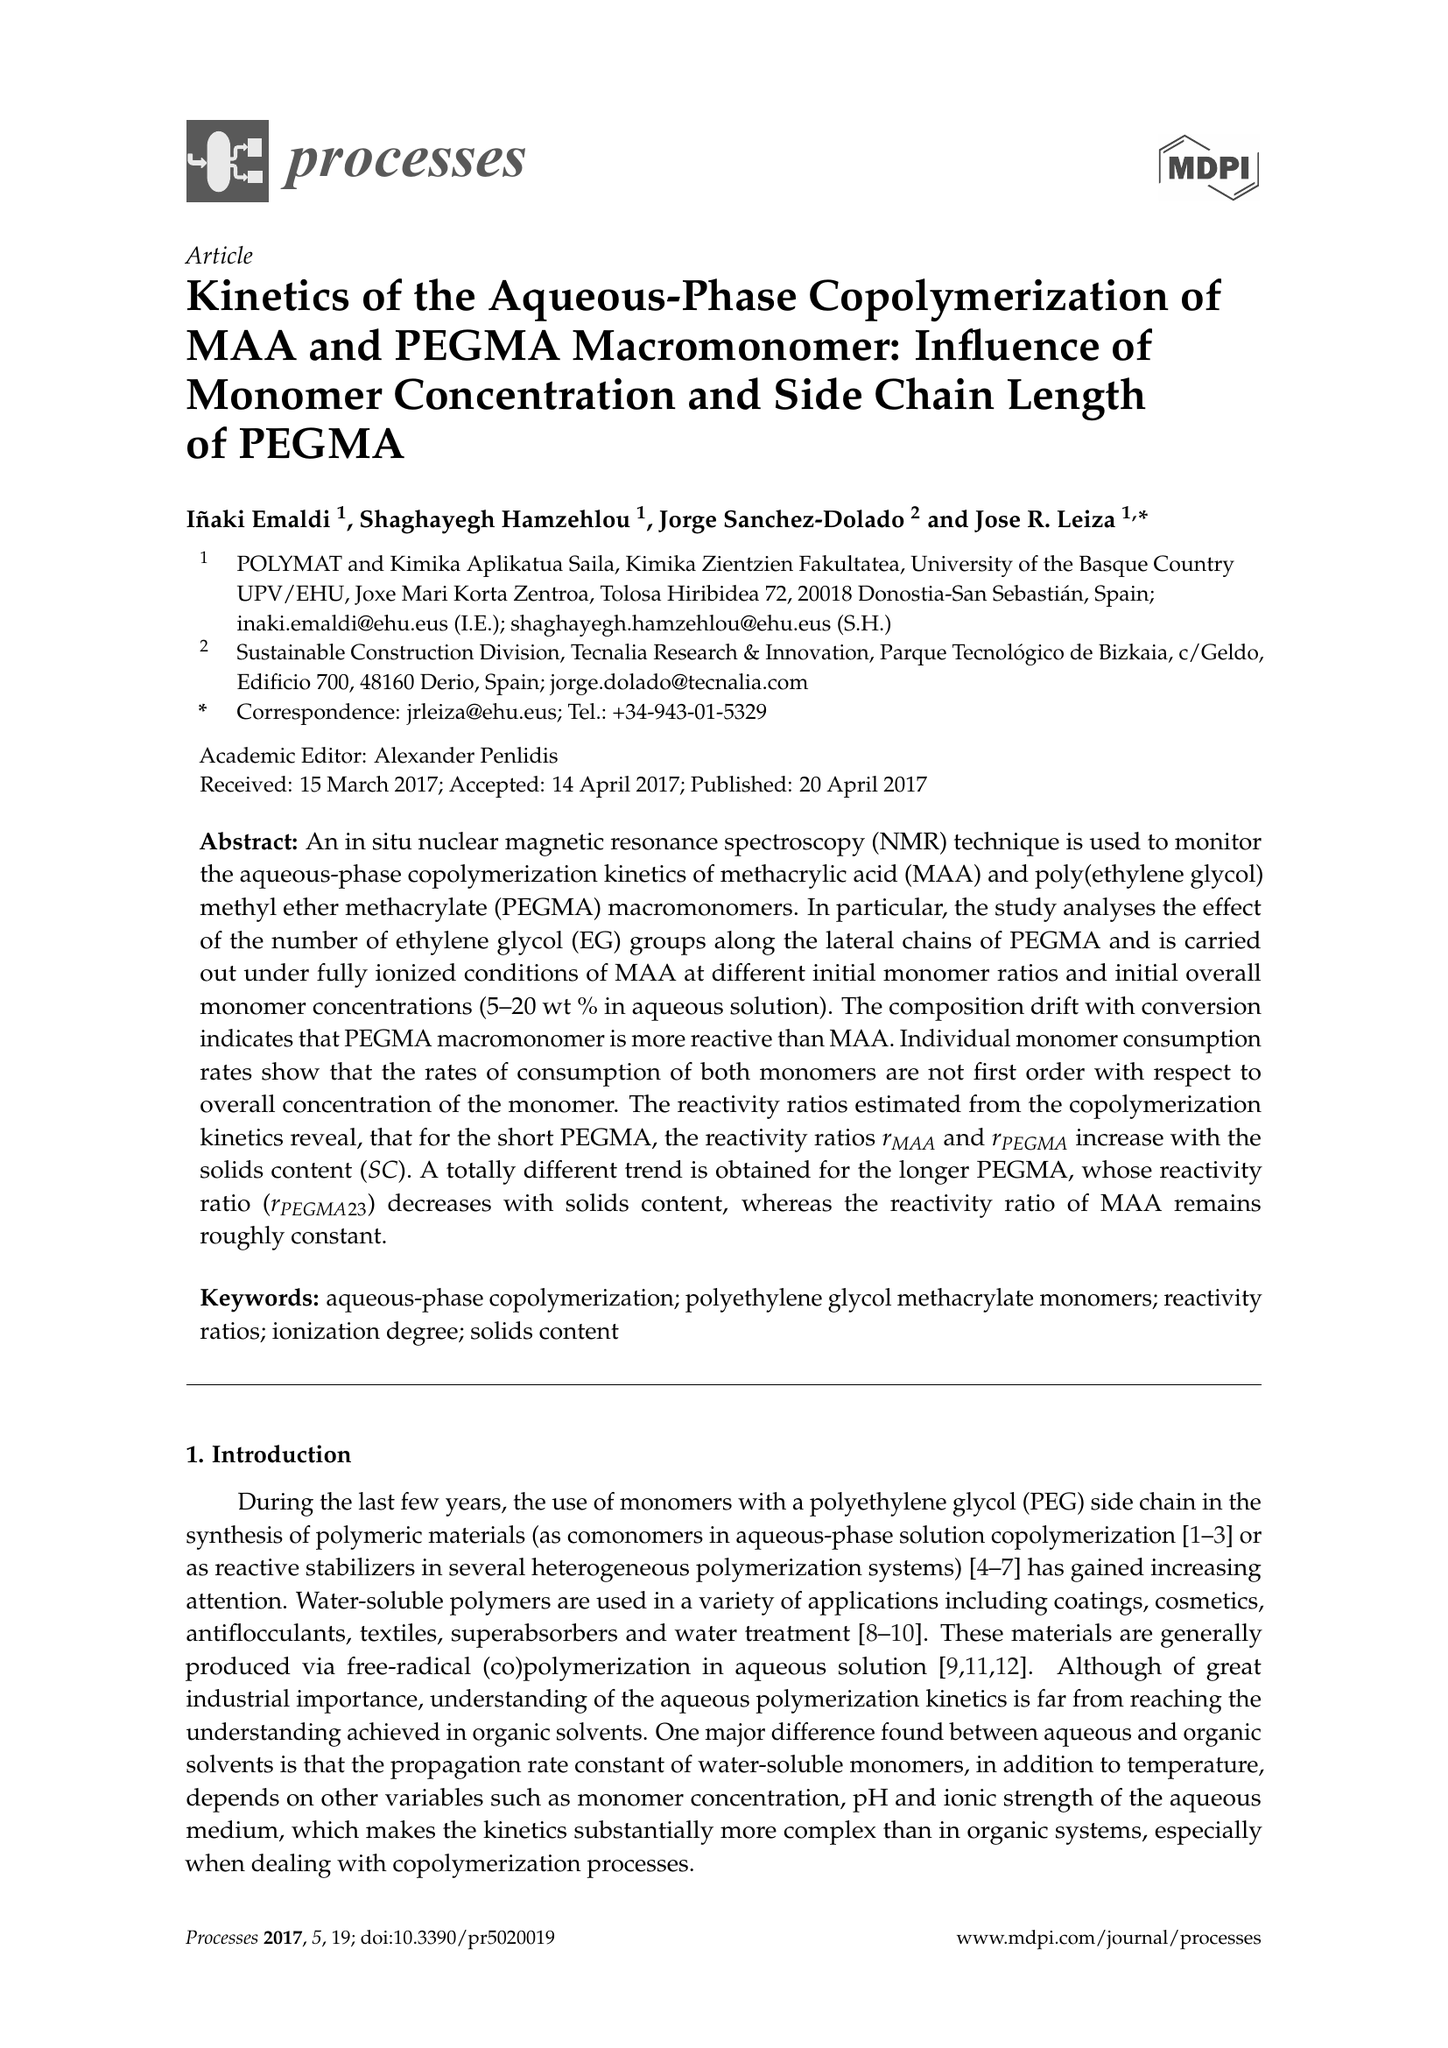 processes
MDPI
Article
Kinetics of the Aqueous-Phase Copolymerization of
MAA and PEGMA Macromonomer: Influence of
Monomer Concentration and Side Chain Length
of PEGMA
Iñaki Emaldi 1, Shaghayegh Hamzehlou 1, Jorge Sanchez-Dolado 2 and Jose R. Leiza 1,*
1 POLYMAT and Kimika Aplikatua Saila, Kimika Zientzien Fakultatea, University of the Basque Country
UPV/EHU, Joxe Mari Korta Zentroa, Tolosa Hiribidea 72, 20018 Donostia-San Sebastián, Spain;
inaki.emaldi@ehu.eus (I.E.); shaghayegh.hamzehlou@ehu.eus (S.H.)
2 Sustainable Construction Division, Tecnalia Research & Innovation, Parque Tecnológico de Bizkaia, c/Geldo,
Edificio 700, 48160 Derio, Spain; jorge.dolado@tecnalia.com
* Correspondence: jrleiza@ehu.eus; Tel.: +34-943-01-5329
Academic Editor: Alexander Penlidis
Received: 15 March 2017; Accepted: 14 April 2017; Published: 20 April 2017
Abstract: An in situ nuclear magnetic resonance spectroscopy (NMR) technique is used to monitor
the aqueous-phase copolymerization kinetics of methacrylic acid (MAA) and poly(ethylene glycol)
methyl ether methacrylate (PEGMA) macromonomers. In particular, the study analyses the effect
of the number of ethylene glycol (EG) groups along the lateral chains of PEGMA and is carried
out under fully ionized conditions of MAA at different initial monomer ratios and initial overall
monomer concentrations (5–20 wt % in aqueous solution). The composition drift with conversion
indicates that PEGMA macromonomer is more reactive than MAA. Individual monomer consumption
rates show that the rates of consumption of both monomers are not first order with respect to
overall concentration of the monomer. The reactivity ratios estimated from the copolymerization
kinetics reveal, that for the short PEGMA, the reactivity ratios rMAA and rPEGMA increase with the
solids content (SC). A totally different trend is obtained for the longer PEGMA, whose reactivity
ratio (rPEGMA23) decreases with solids content, whereas the reactivity ratio of MAA remains
roughly constant.
Keywords: aqueous-phase copolymerization; polyethylene glycol methacrylate monomers; reactivity
ratios; ionization degree; solids content
1. Introduction
During the last few years, the use of monomers with a polyethylene glycol (PEG) side chain in the
synthesis of polymeric materials (as comonomers in aqueous-phase solution copolymerization [1–3] or
as reactive stabilizers in several heterogeneous polymerization systems) [4–7] has gained increasing
attention. Water-soluble polymers are used in a variety of applications including coatings, cosmetics,
antiflocculants, textiles, superabsorbers and water treatment [8–10]. These materials are generally
produced via free-radical (co)polymerization in aqueous solution [9,11,12]. Although of great
industrial importance, understanding of the aqueous polymerization kinetics is far from reaching the
understanding achieved in organic solvents. One major difference found between aqueous and organic
solvents is that the propagation rate constant of water-soluble monomers, in addition to temperature,
depends on other variables such as monomer concentration, pH and ionic strength of the aqueous
medium, which makes the kinetics substantially more complex than in organic systems, especially
when dealing with copolymerization processes.
Processes 2017, 5, 19; doi:10.3390/pr5020019
www.mdpi.com/journal/processes